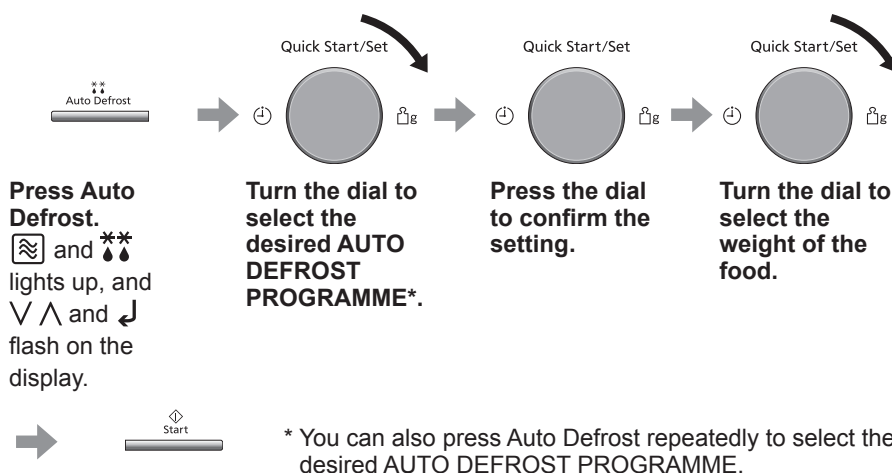 Quick Start/Set
Quick Start/Set
Quick Start/Set
Auto Defrost
g
g
g
Press Auto
Defrost.
and
lights up, and
and
flash on the
display.
Turn the dial to
select the
desired AUTO
DEFROST
PROGRAMME*.
Press the dial
to confirm the
setting.
Turn the dial to
select the
weight of the
food.
Start
* You can also press Auto Defrost repeatedly to select the
desired AUTO DEFROST PROGRAMME.